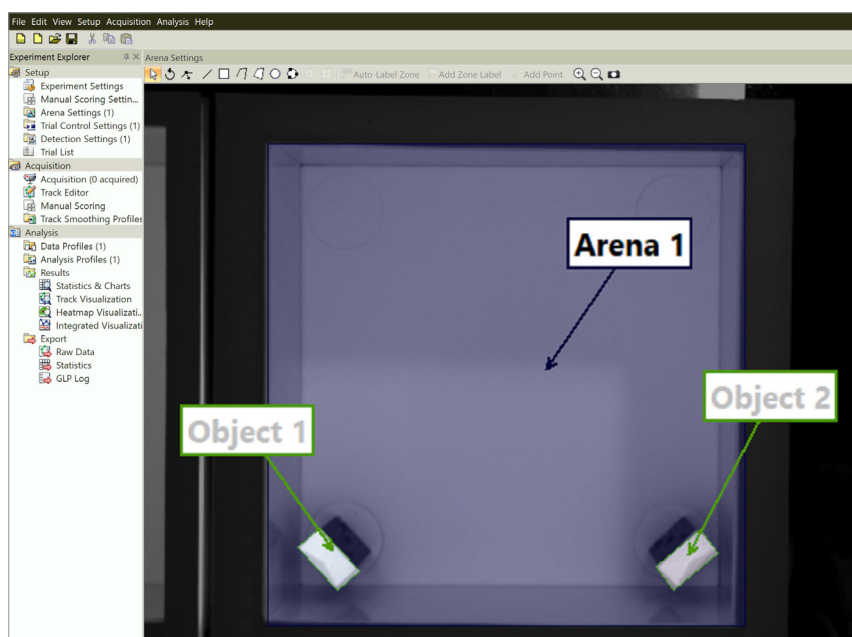 File Edit View Setup Acquisition Analysis Help
Experiment Explorer
Arena Settings
Setup
Auto-Label Zone Add Zone Label Add Point
Experiment Settings
Manual Scoring Settin...
Arena Settings (1)
Trial Control Settings (1)
Detection Settings (1)
Trial List
Acquisition
Acquisition (0 acquired)
Track Editor
Manual Scoring
Track Smoothing Profiles
Analysis
Data Profiles (1)
Analysis Profiles (1)
Results
Statistics & Charts
Track Visualization
Heatmap Visualizati..
Integrated Visualizati
Export
Raw Data
Statistics
GLP Log
Arena 1
Object 2
Object 1